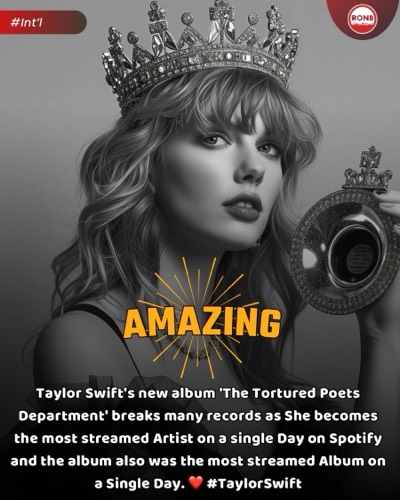 #Int'l
RONB
AMAZING
Taylor Swift's new album 'The Tortured Poets
Department' breaks many records as She becomes
the most streamed Artist on a single Day on Spotify
and the album also was the most streamed Album on
a Single Day. ❤️ #TaylorSwift